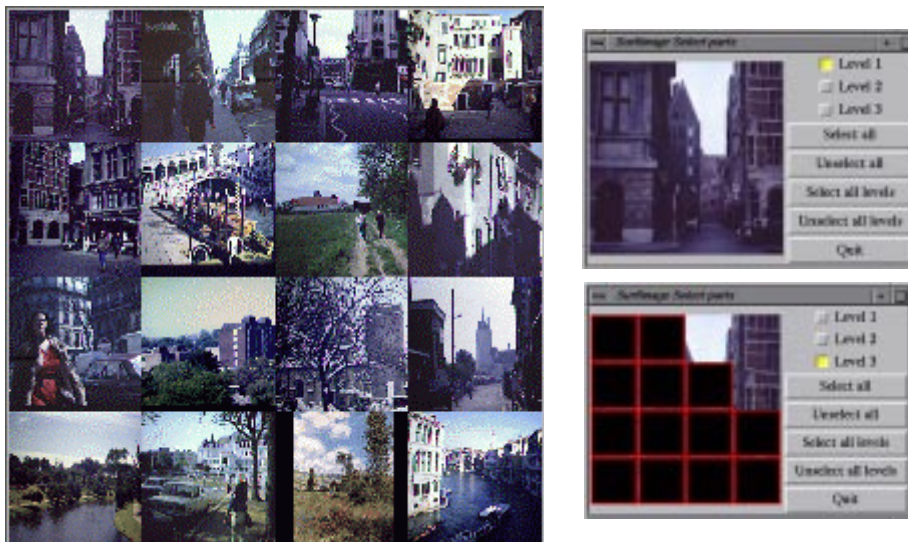 SurfImage: Select parts
Level 1
Level 2
Level 3
Select all
Unselect all
Select all levels
Unselect all levels
Quit
SurfImage: Select parts
Level 1
Level 2
Level 3
Select all
Unselect all
Select all levels
Unselect all levels
Quit